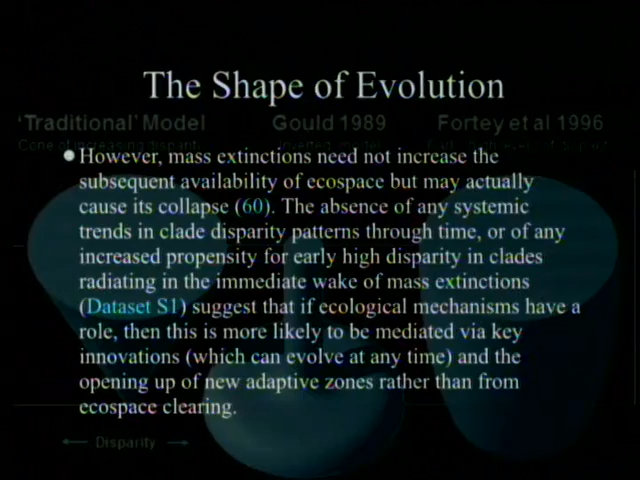 The Shape of Evolution
'Traditional' Model
Gould 1989
Fortey et al 1996
Cone of increasing disparity
• However, mass extinctions need not increase the
subsequent availability of ecospace but may actually
cause its collapse (60). The absence of any systemic
trends in clade disparity patterns through time, or of any
increased propensity for early high disparity in clades
radiating in the immediate wake of mass extinctions
(Dataset S1) suggest that if ecological mechanisms have a
role, then this is more likely to be mediated via key
innovations (which can evolve at any time) and the
opening up of new adaptive zones rather than from
ecospace clearing.
Disparity